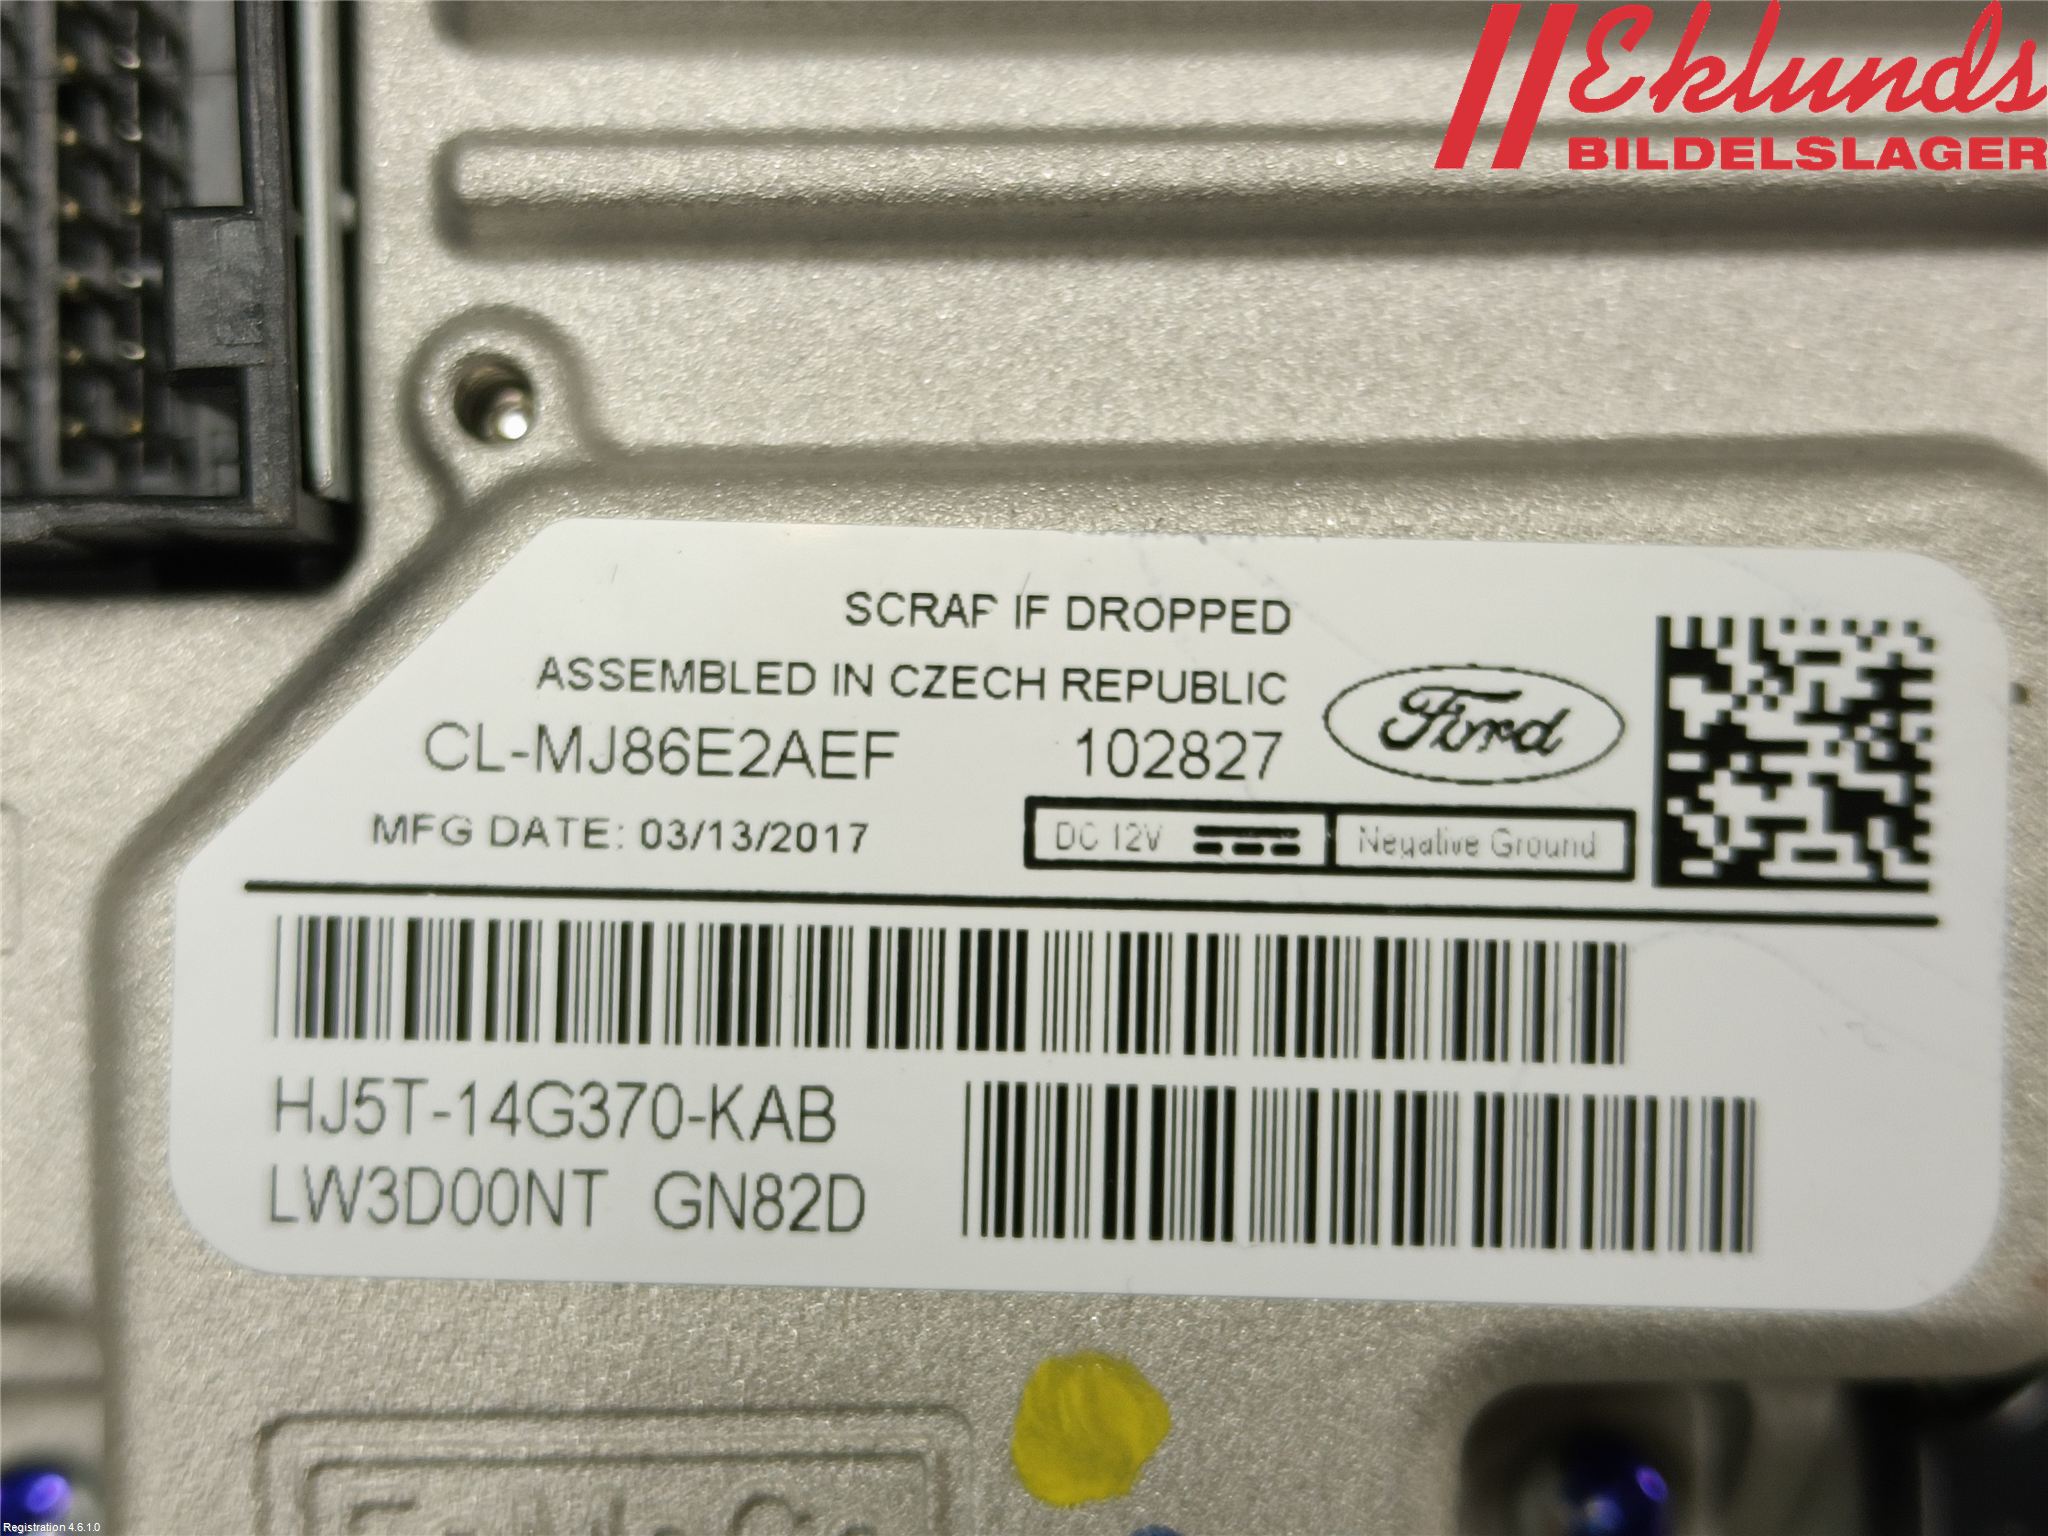 Eklunds
BILDELSLAGER
SCRAP IF DROPPED
ASSEMBLED IN CZECH REPUBLIC
CL-MJ86E2AEF 102827
Ford
MFG DATE: 03/13/2017
DC 12V Negative Ground
HJ5T-14G370-KAB
LW3D00NT GN82D
FoMoCo
Registration 4.6.1.0